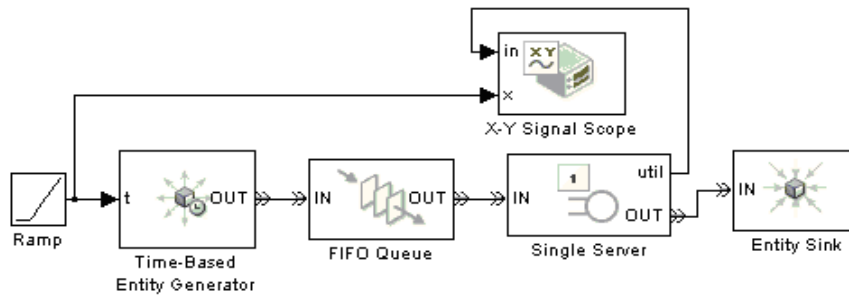 in
XY
x
X-Y Signal Scope
Ramp
t
OUT
Time-Based
Entity Generator
IN
OUT
FIFO Queue
IN
1
util
OUT
Single Server
IN
Entity Sink